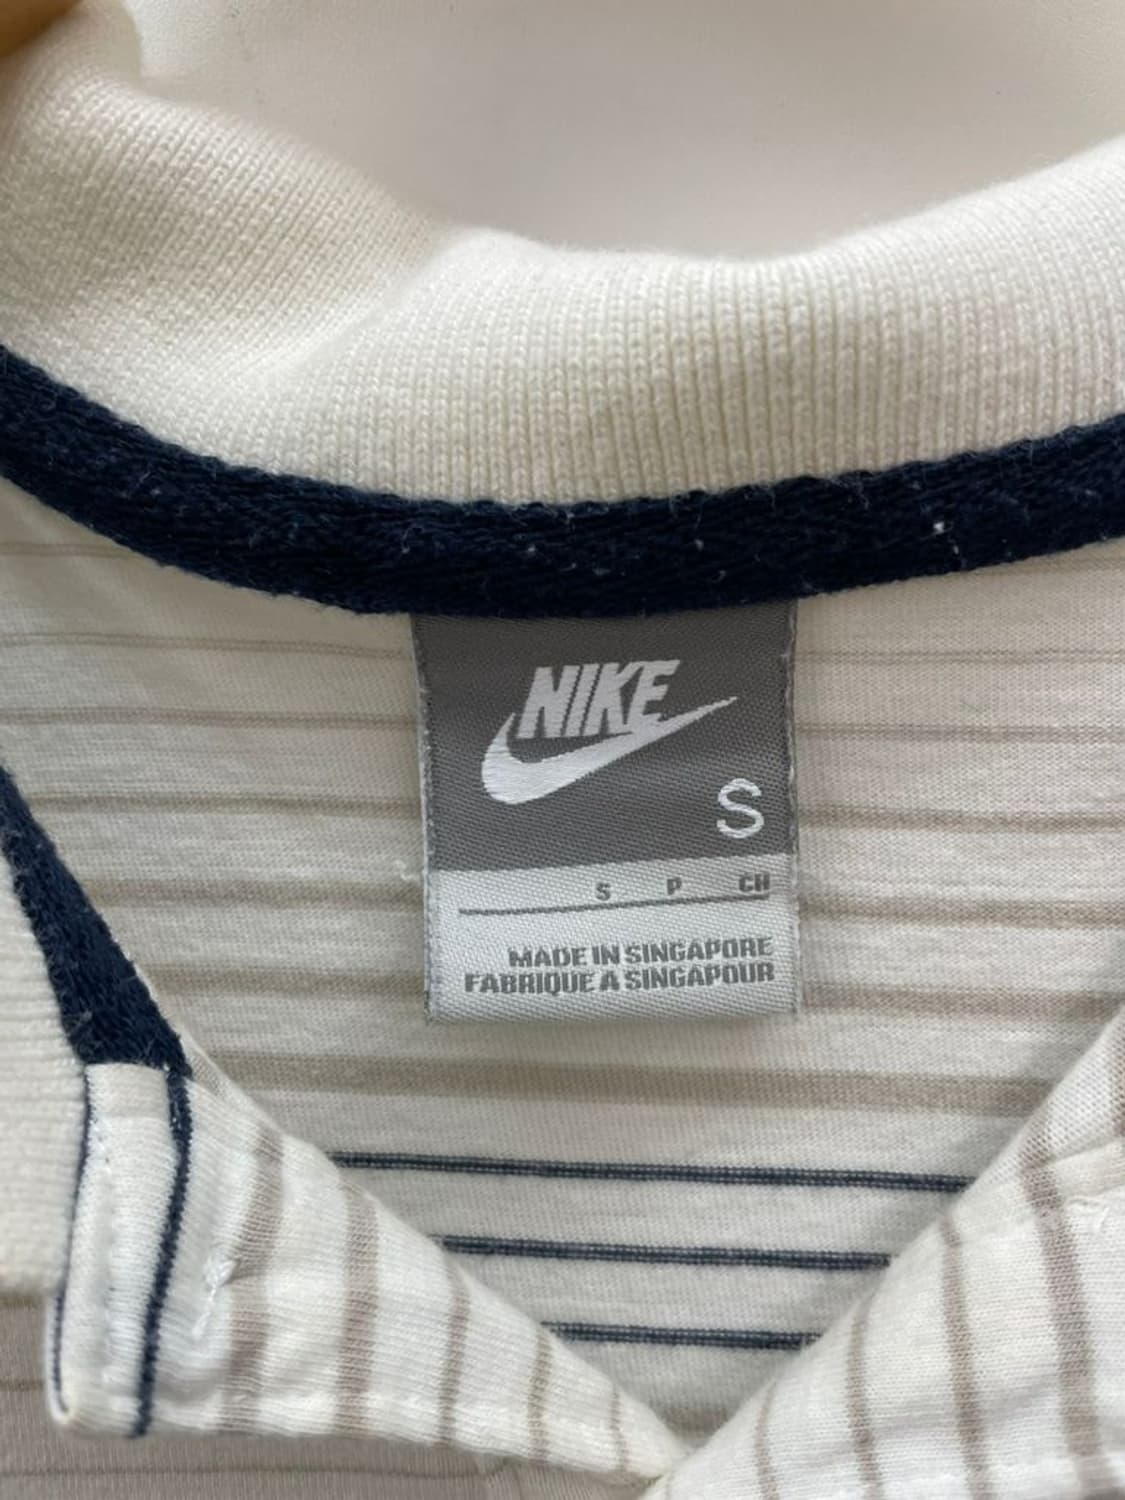 NIKE
S
S P CH
MADE IN SINGAPORE
FABRIQUE A SINGAPOUR